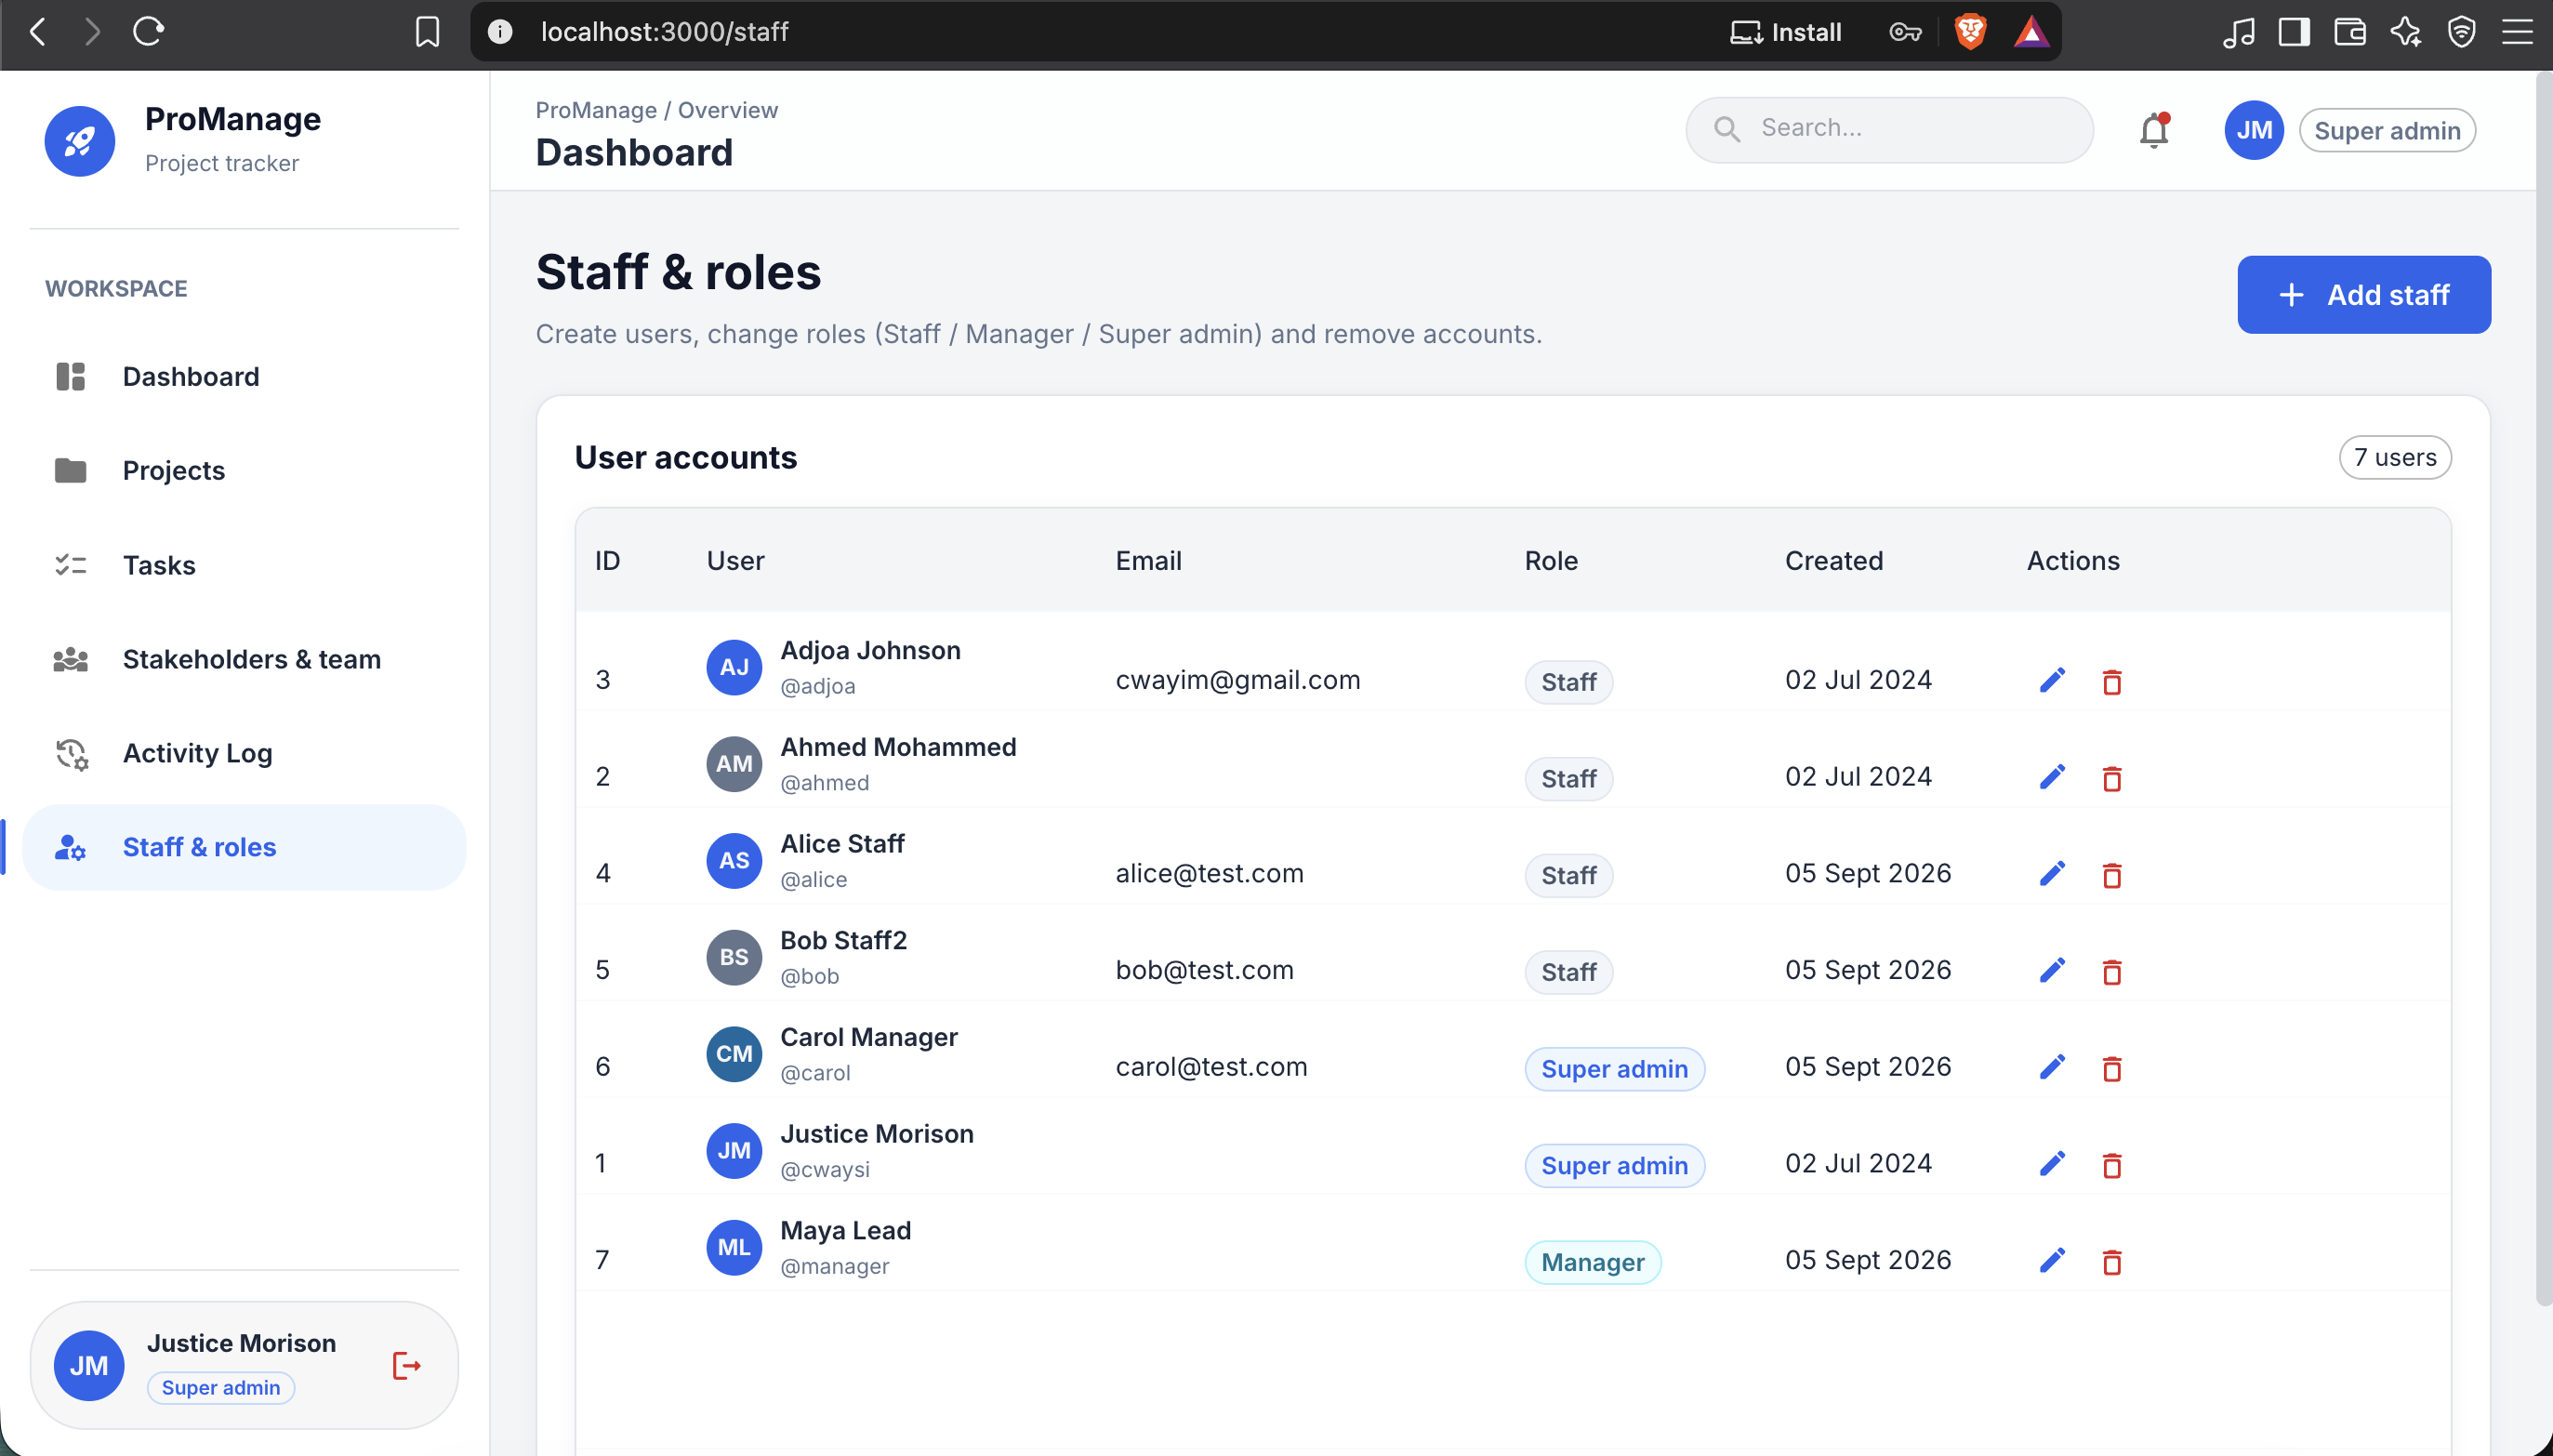 localhost:3000/staff
Install
ProManage
Project tracker
WORKSPACE
Dashboard
Projects
Tasks
Stakeholders & team
Activity Log
Staff & roles
JM
Justice Morison
Super admin
ProManage / Overview
Dashboard
Search...
JM
Super admin
Staff & roles
Create users, change roles (Staff / Manager / Super admin) and remove accounts.
Add staff
User accounts
7 users
ID User Email Role Created Actions
3 AJ Adjoa Johnson @adjoa cwayim@gmail.com Staff 02 Jul 2024
2 AM Ahmed Mohammed @ahmed Staff 02 Jul 2024
4 AS Alice Staff @alice alice@test.com Staff 05 Sept 2026
5 BS Bob Staff2 @bob bob@test.com Staff 05 Sept 2026
6 CM Carol Manager @carol carol@test.com Super admin 05 Sept 2026
1 JM Justice Morison @cwaysi Super admin 02 Jul 2024
7 ML Maya Lead @manager Manager 05 Sept 2026